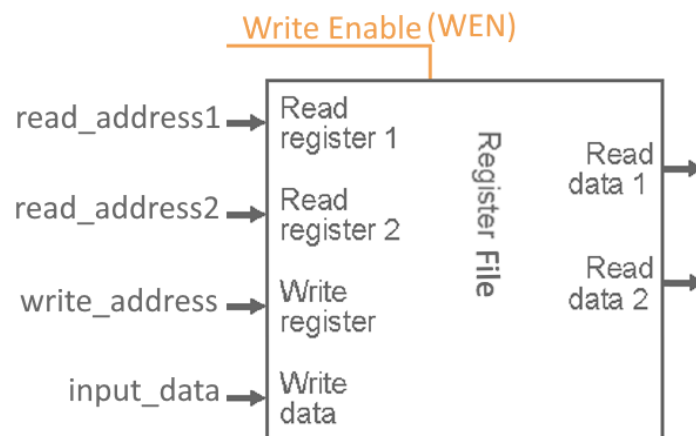 Write Enable (WEN)
read_address1
Read
register 1
read_address2
Read
register 2
write_address
Write
register
input_data
Write
data
Register File
Read
data 1
Read
data 2